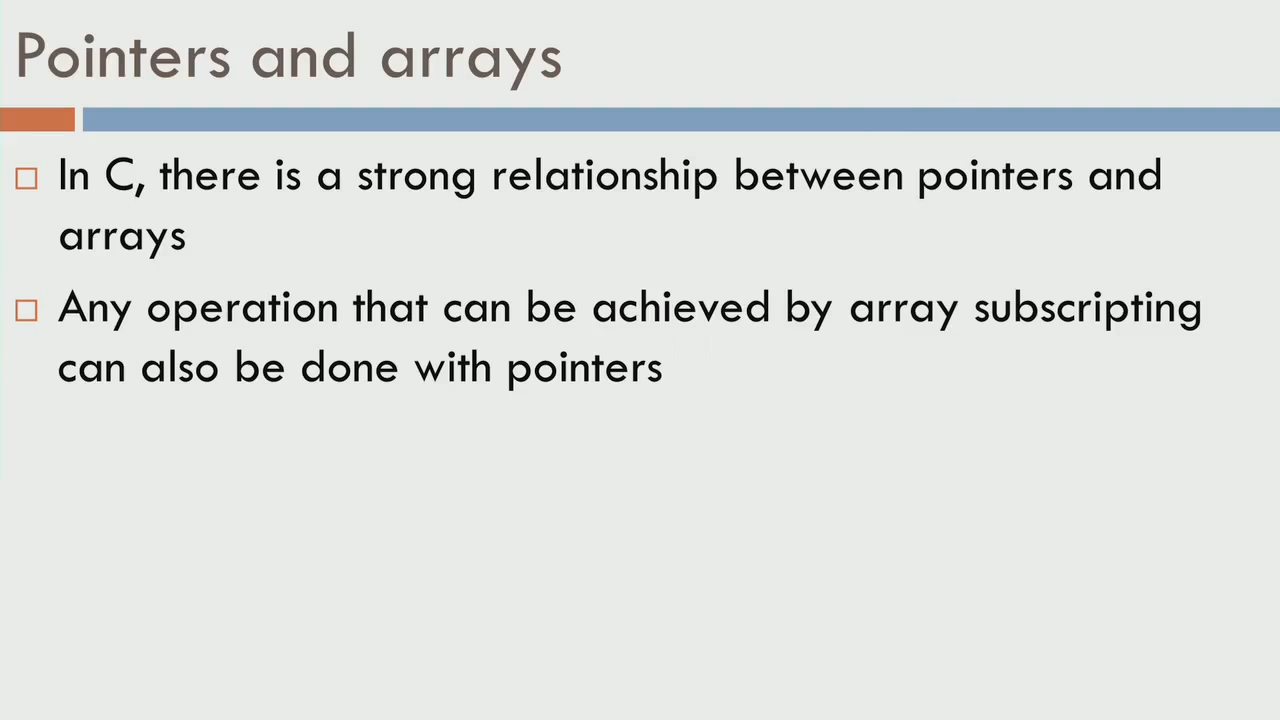 Pointers and arrays
In C, there is a strong relationship between pointers and
arrays
Any operation that can be achieved by array subscripting
can also be done with pointers